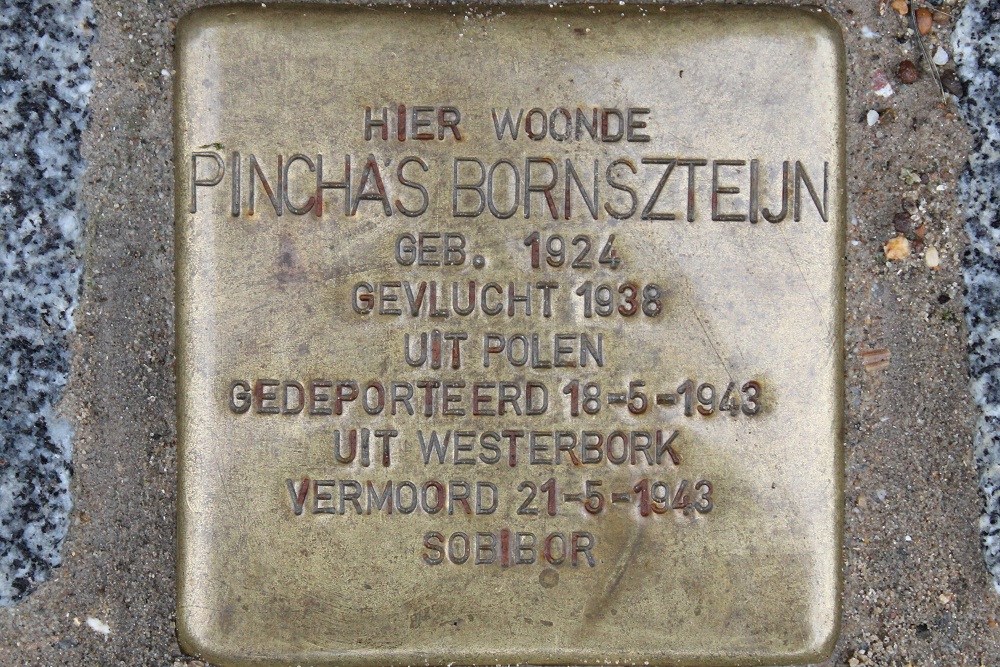 HIER WOONDE
PINCHAS BORNSZTEIJN
GEB. 1924
GEVLUCHT 1938
UIT POLEN
GEDEPORTEERD 18-5-1943
UIT WESTERBORK
VERMOORD 21-5-1943
SOBIBOR